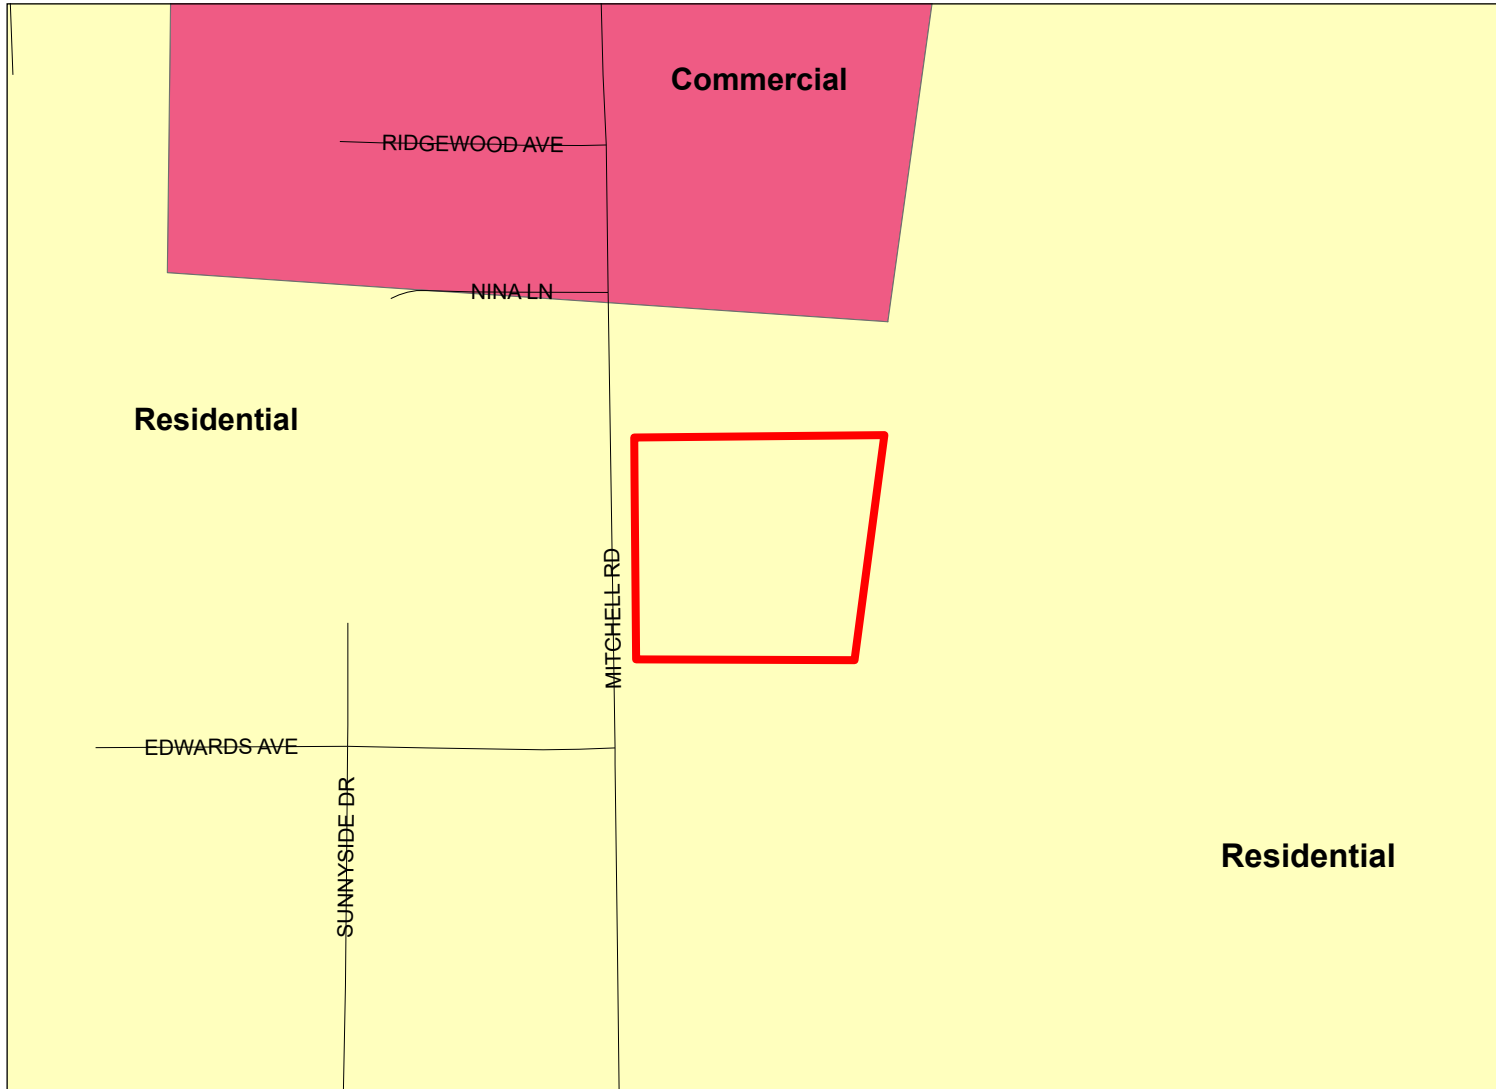 Commercial
RIDGEWOOD AVE
NINA LN
Residential
MITCHELL RD
EDWARDS AVE
SUNNYSIDE DR
Residential